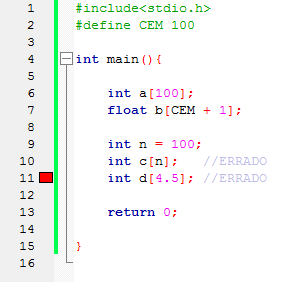 1 #include<stdio.h>
2 #define CEM 100
3
4 int main(){
5
6 int a[100];
7 float b[CEM + 1];
8
9 int n = 100;
10 int c[n]; //ERRADO
11 int d[4.5]; //ERRADO
12
13 return 0;
14
15 }
16